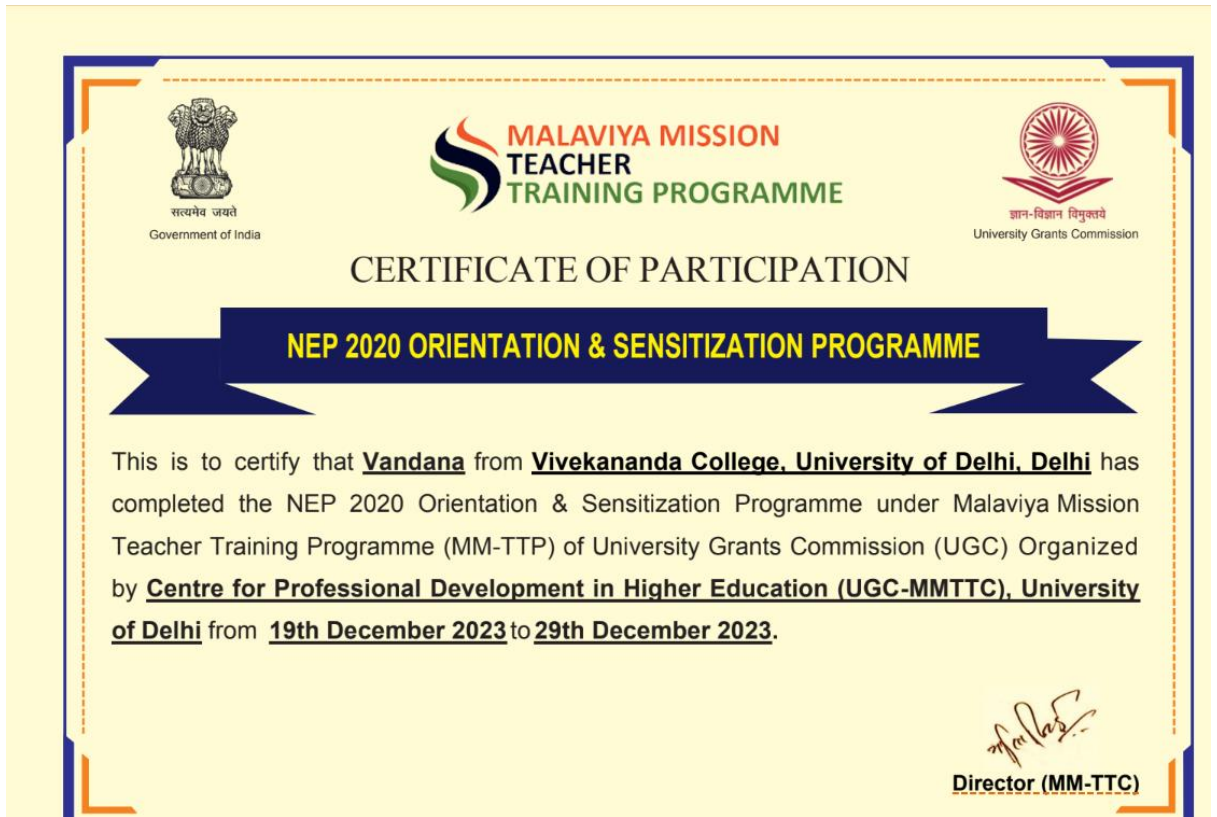 सत्यमेव जयते
Government of India
MALAVIYA MISSION
TEACHER
TRAINING PROGRAMME
ज्ञान-विज्ञान विमुक्तये
University Grants Commission
CERTIFICATE OF PARTICIPATION
NEP 2020 ORIENTATION & SENSITIZATION PROGRAMME
This is to certify that Vandana from Vivekananda College, University of Delhi, Delhi has
completed the NEP 2020 Orientation & Sensitization Programme under Malaviya Mission
Teacher Training Programme (MM-TTP) of University Grants Commission (UGC) Organized
by Centre for Professional Development in Higher Education (UGC-MMTTC), University
of Delhi from 19th December 2023 to 29th December 2023.
Director (MM-TTC)